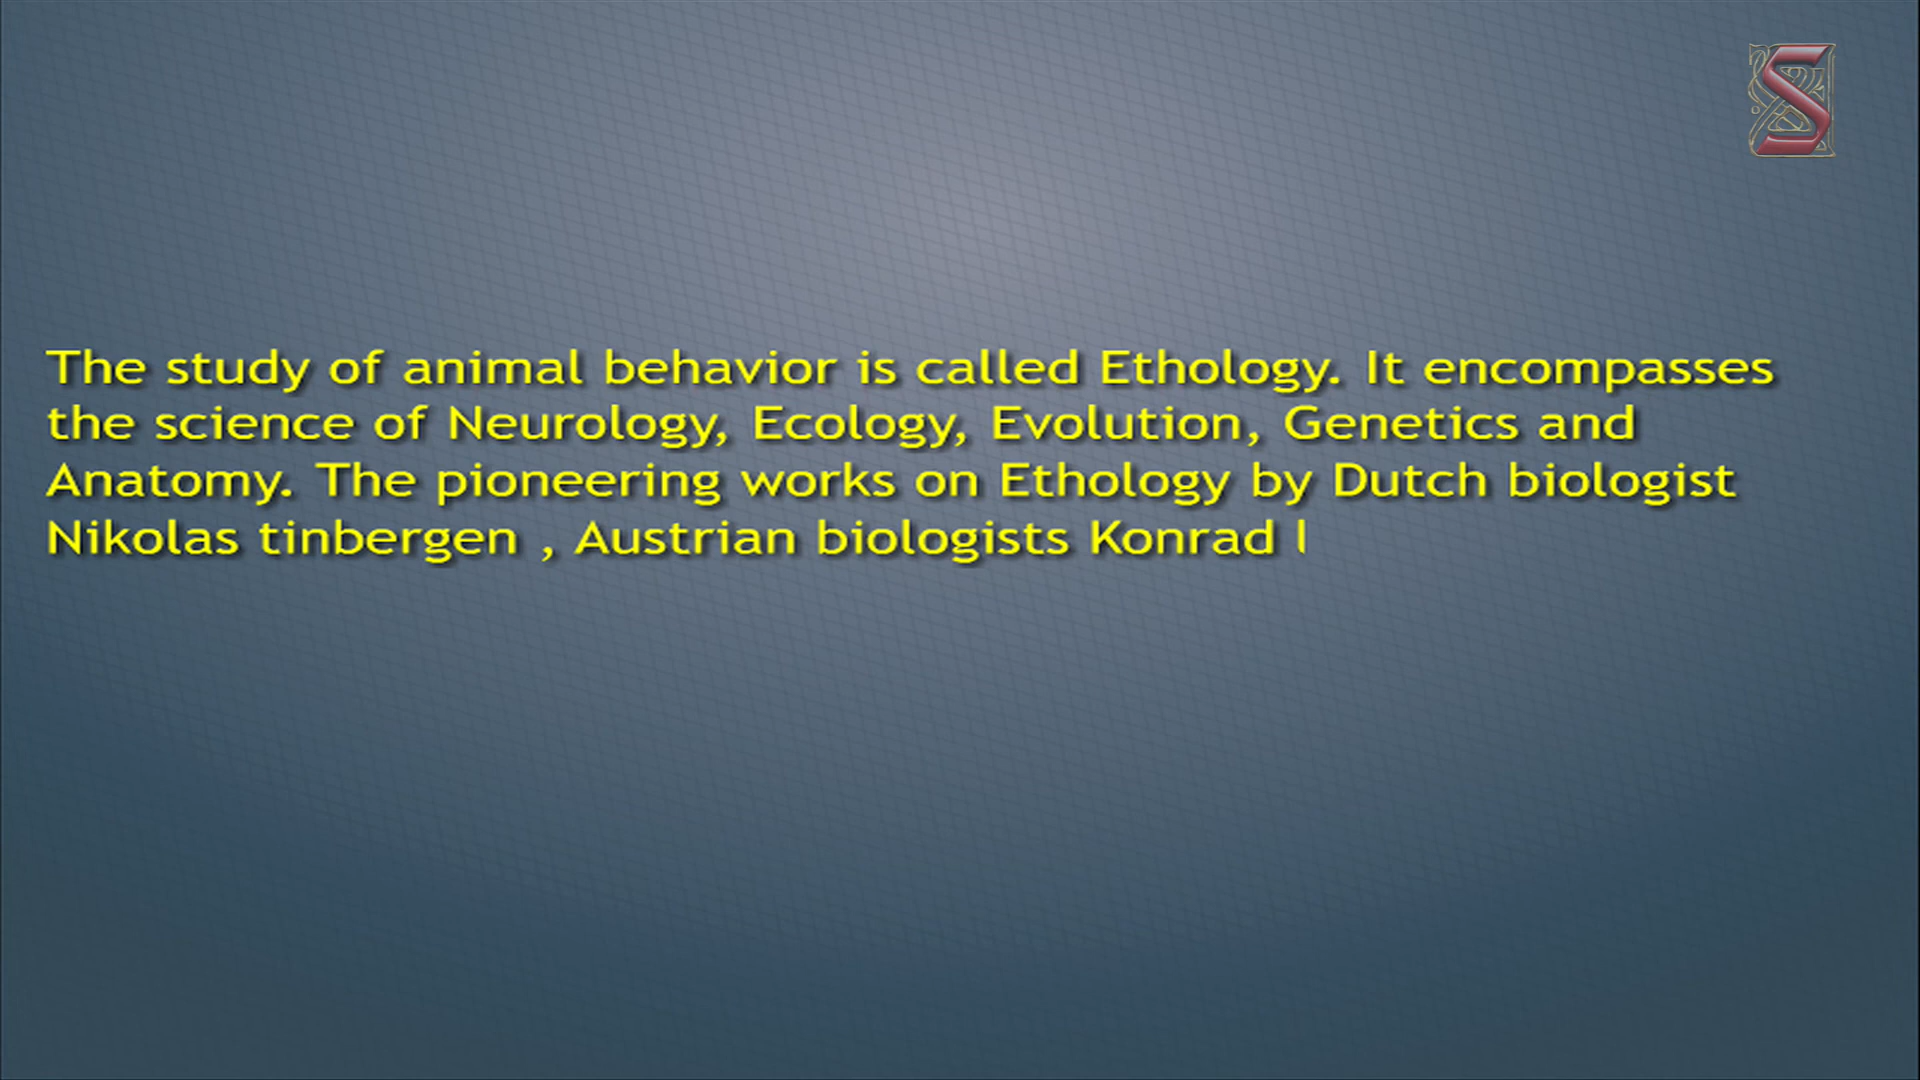 S
The study of animal behavior is called Ethology. It encompasses
the science of Neurology, Ecology, Evolution, Genetics and
Anatomy. The pioneering works on Ethology by Dutch biologist
Nikolas tinbergen , Austrian biologists Konrad l